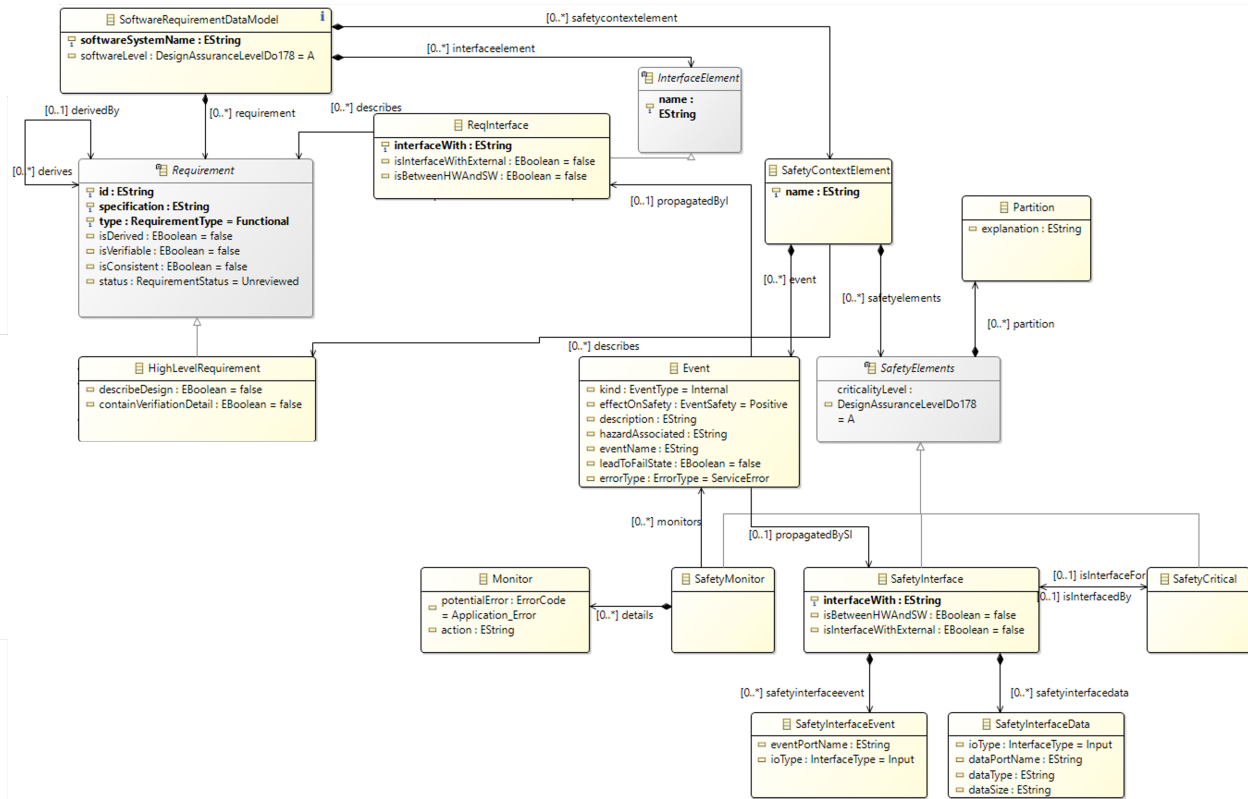 SoftwareRequirementDataModel
softwareSystemName : EString
softwareLevel : DesignAssuranceLevelDo178 = A
[0..*] safetycontextelement
[0..*] interfaceelement
InterfaceElement
name :
EString
[0..1] derivedBy
[0..*] requirement
[0..*] describes
[0..*] derives
ReqInterface
interfaceWith : EString
isInterfaceWithExternal : EBoolean = false
isBetweenHWAndSW : EBoolean = false
Requirement
id : EString
specification : EString
type : RequirementType = Functional
isDerived : EBoolean = false
isVerifiable : EBoolean = false
isConsistent : EBoolean = false
status : RequirementStatus = Unreviewed
SafetyContextElement
name : EString
[0..1] propagatedByI
Partition
explanation : EString
[0..*] event
[0..*] safetyelements
[0..*] partition
[0..*] describes
HighLevelRequirement
describeDesign : EBoolean = false
containVerifiationDetail : EBoolean = false
Event
kind : EventType = Internal
effectOnSafety : EventSafety = Positive
description : EString
hazardAssociated : EString
eventName : EString
leadToFailState : EBoolean = false
errorType : ErrorType = ServiceError
SafetyElements
criticalityLevel :
DesignAssuranceLevelDo178
= A
[0..*] monitors
[0..1] propagatedBySI
Monitor
potentialError : ErrorCode
= Application_Error
action : EString
[0..*] details
SafetyMonitor
SafetyInterface
interfaceWith : EString
isBetweenHWAndSW : EBoolean = false
isInterfaceWithExternal : EBoolean = false
[0..1] isInterfaceFor
0..1] isInterfacedBy
SafetyCritical
[0..*] safetyinterfaceevent
[0..*] safetyinterfacedata
SafetyInterfaceEvent
eventPortName : EString
ioType : InterfaceType = Input
SafetyInterfaceData
ioType : InterfaceType = Input
dataPortName : EString
dataType : EString
dataSize : EString